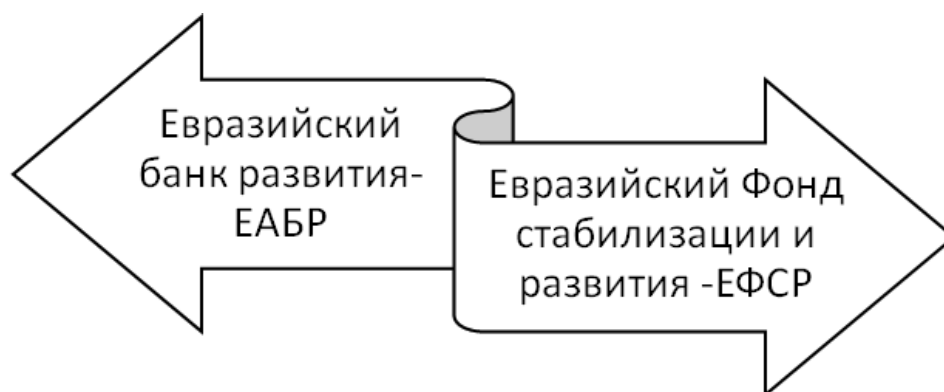 Евразийский
банк развития-
ЕАБР
Евразийский Фонд
стабилизации и
развития -ЕФСР